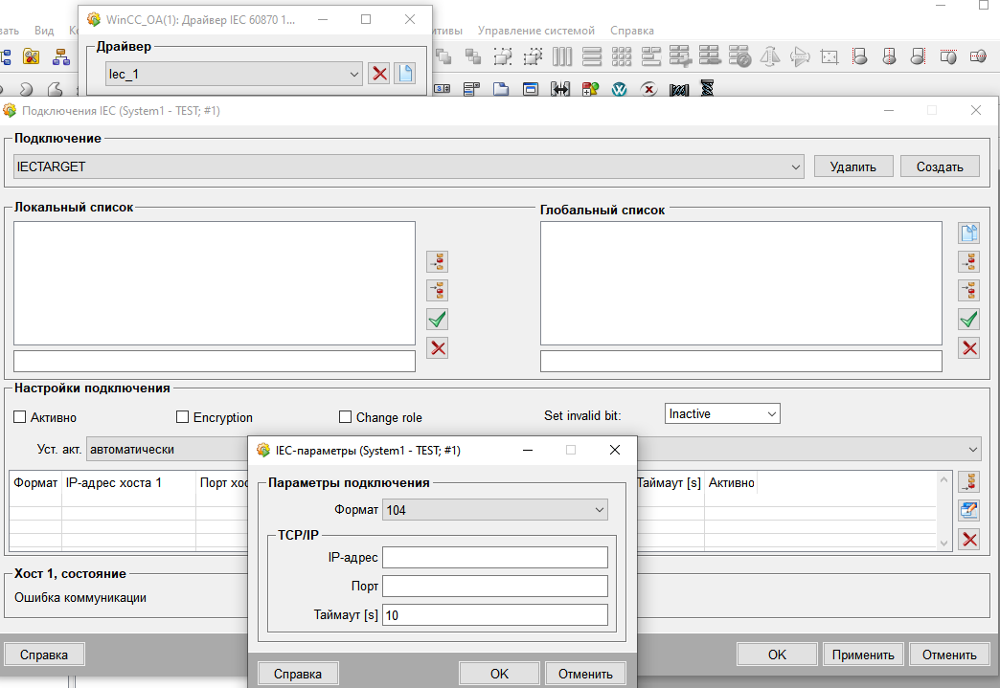 WinCC_OA(1): Драйвер IEC 60870 1...
вать Вид
тивы Управление системой Справка
Драйвер
Iec_1
Подключения IEC (System1 - TEST; #1)
Подключение
IECTARGET
Удалить Создать
Локальный список
Глобальный список
Настройки подключения
Активно Encryption Change role Set invalid bit: Inactive
Уст. акт. автоматически
IEC-параметры (System1 - TEST; #1)
Формат IP-адрес хоста 1 Порт хос
Таймаут [s] Активно
Параметры подключения
Формат 104
TCP/IP
IP-адрес
Порт
Таймаут [s] 10
Хост 1, состояние
Ошибка коммуникации
Справка
OK Применить Отменить
Справка OK Отменить